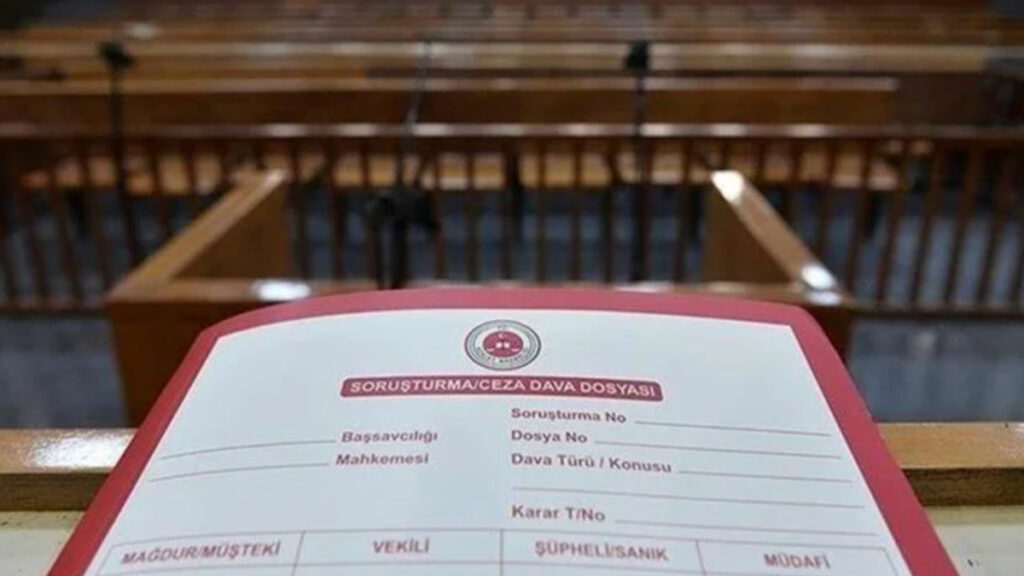 SORUŞTURMA/CEZA DAVA DOSYASI
Başsavcılığı
Mahkemesi
Soruşturma No
Dosya No
Dava Türü / Konusu
Karar T/No
MAĞDUR/MÜŞTEKİ
VEKİLİ
ŞÜPHELİ/SANIK
MÜDAFİ